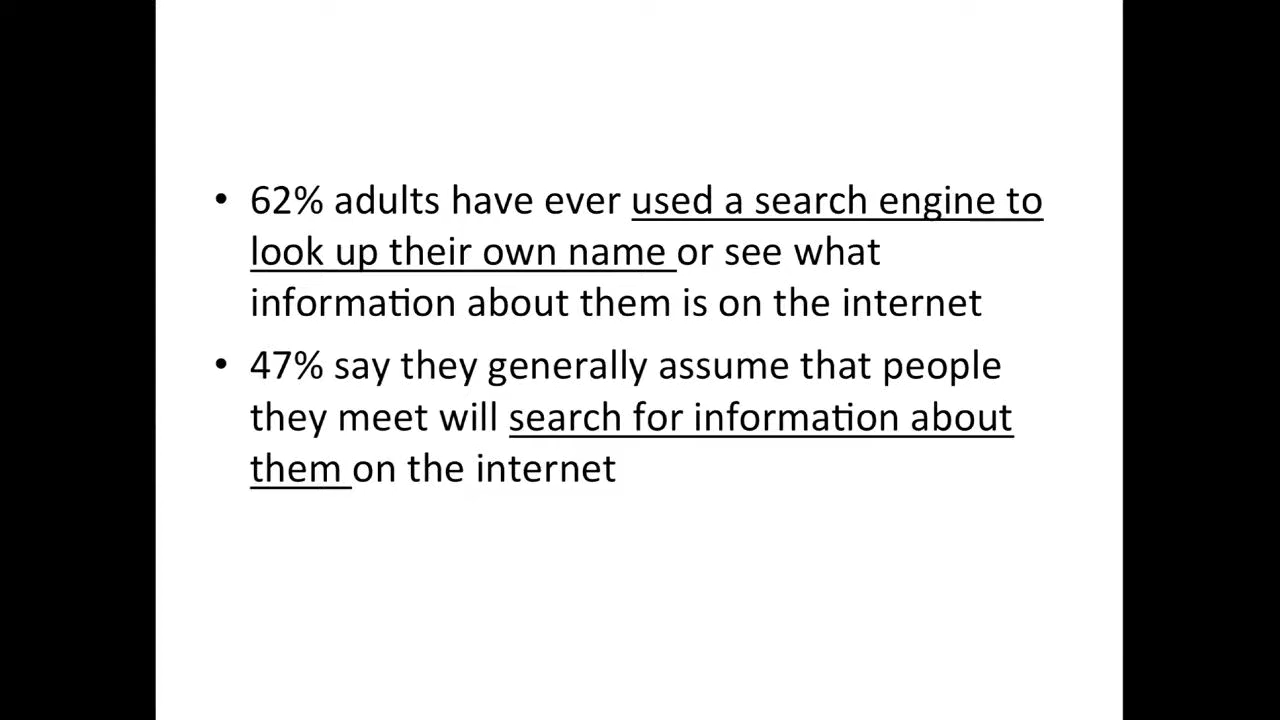 • 62% adults have ever used a search engine to
look up their own name or see what
information about them is on the internet
• 47% say they generally assume that people
they meet will search for information about
them on the internet